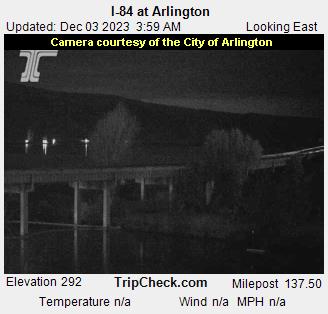 I-84 at Arlington
Updated: Dec 03 2023 3:59 AM Looking East
Camera courtesy of the City of Arlington
Elevation 292 TripCheck.com Milepost 137.50
Temperature n/a Wind n/a MPH n/a